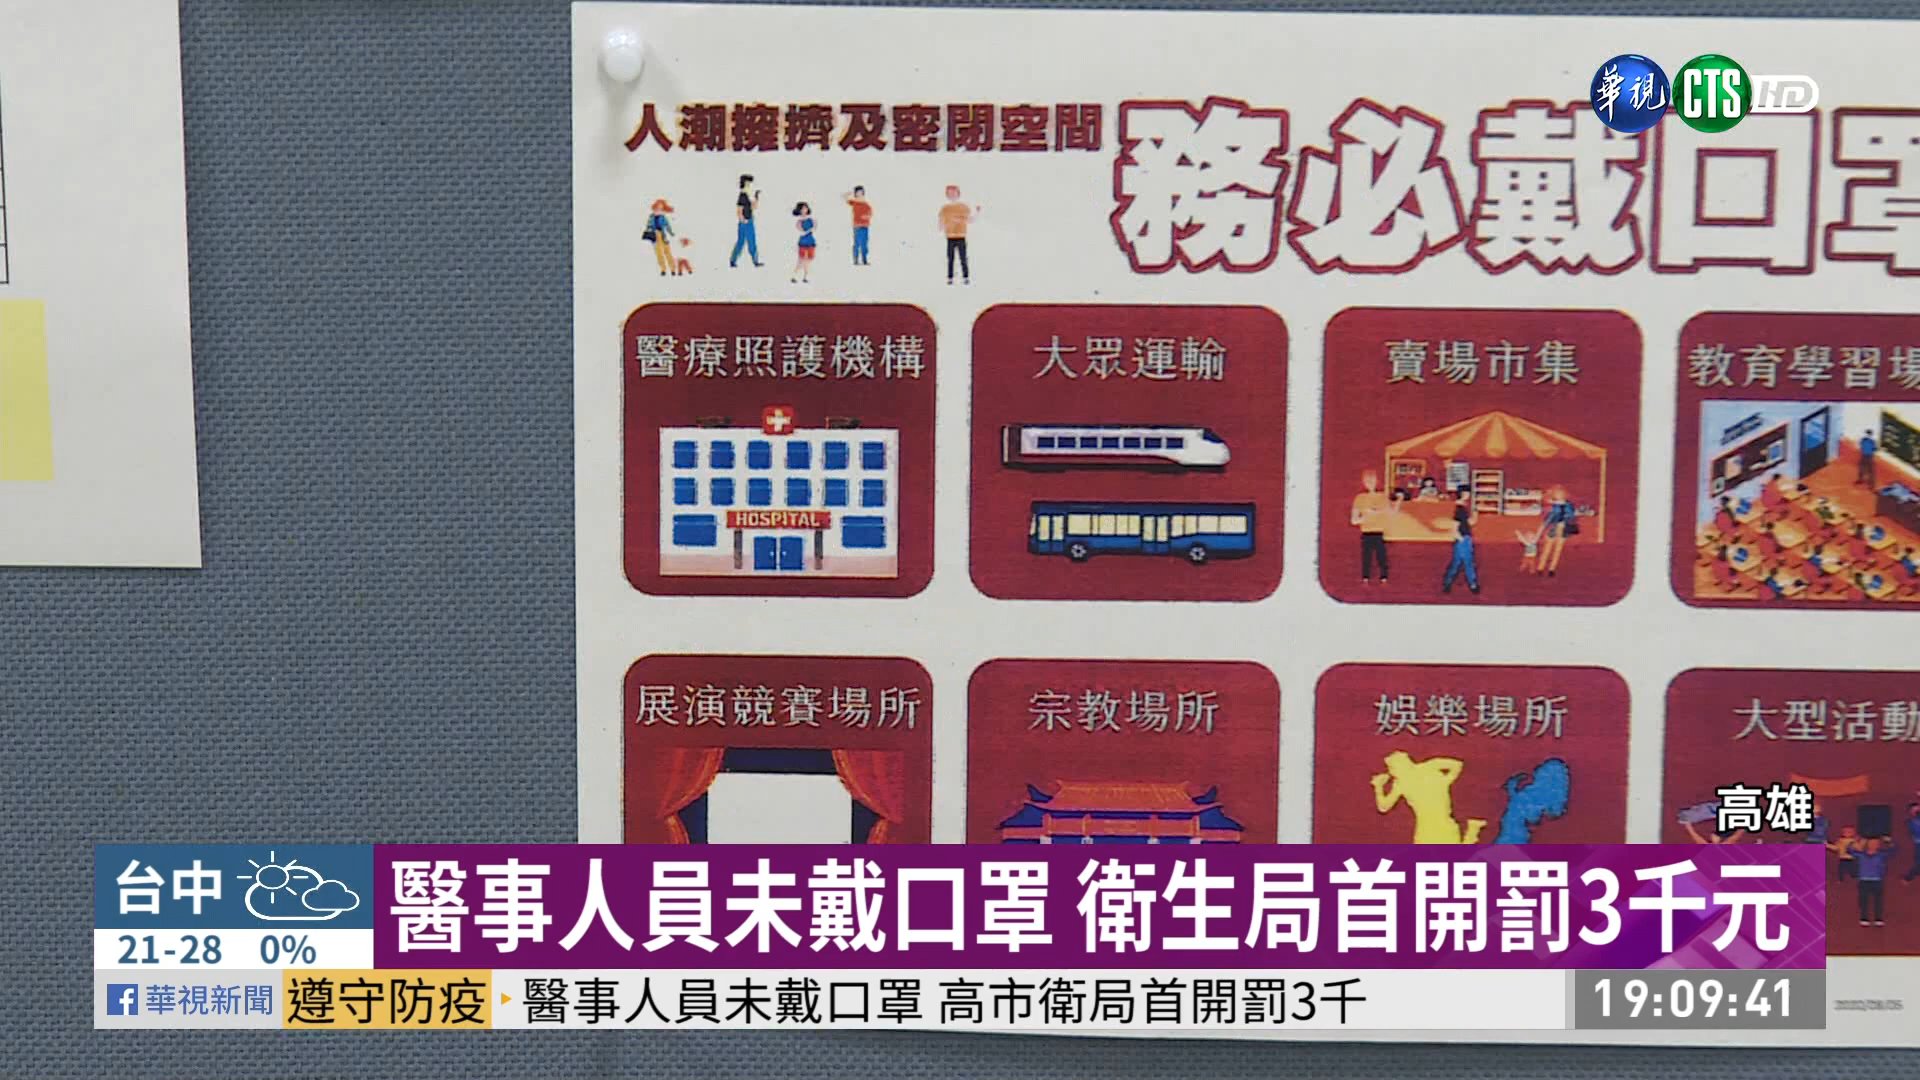 華視 CTS HD
人潮擁擠及密閉空間 務必戴口罩
醫療照護機構 大眾運輸 賣場市集 教育學習場
HOSPITAL
展演競賽場所 宗教場所 娛樂場所 大型活動
高雄
台中 醫事人員未戴口罩 衛生局首開罰3千元
21-28 0%
華視新聞 遵守防疫 醫事人員未戴口罩 高市衛局首開罰3千 19:09:41